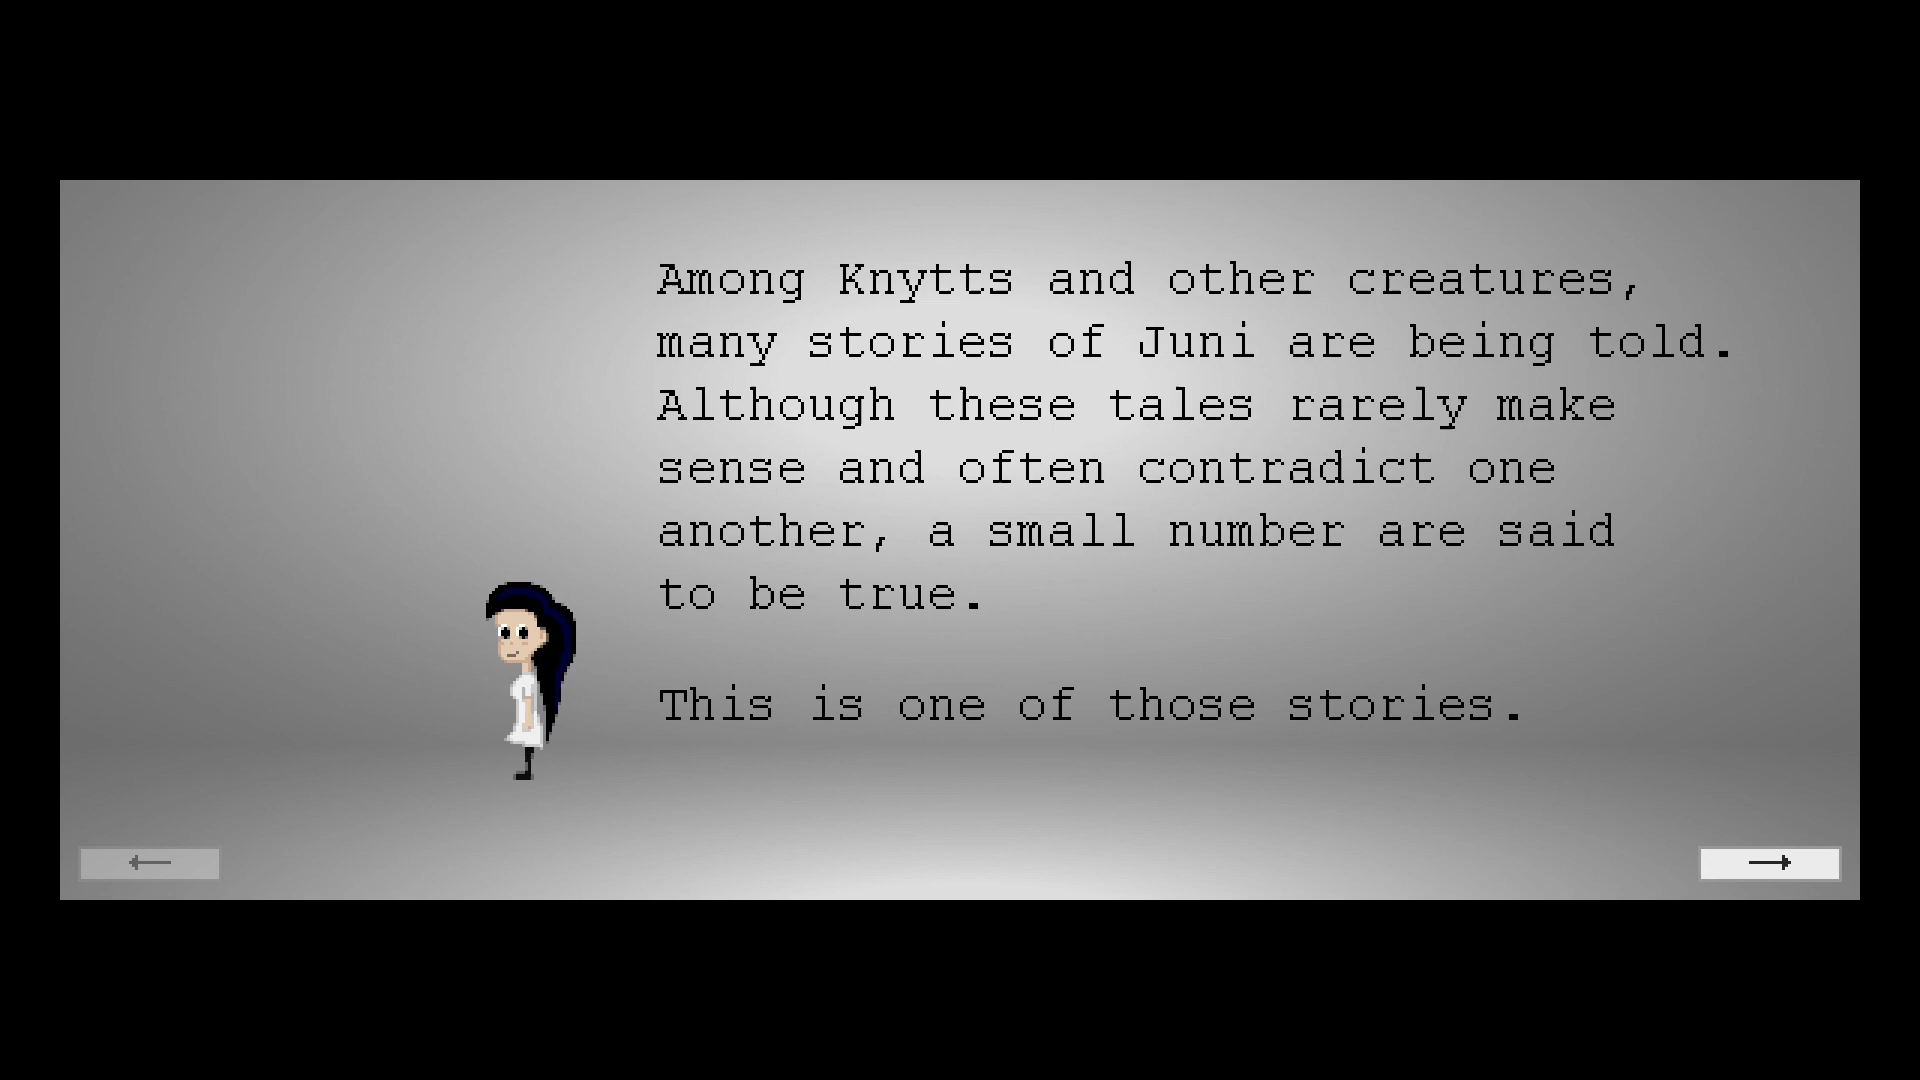 Among Knytts and other creatures,
many stories of Juni are being told.
Although these tales rarely make
sense and often contradict one
another, a small number are said
to be true.
This is one of those stories.